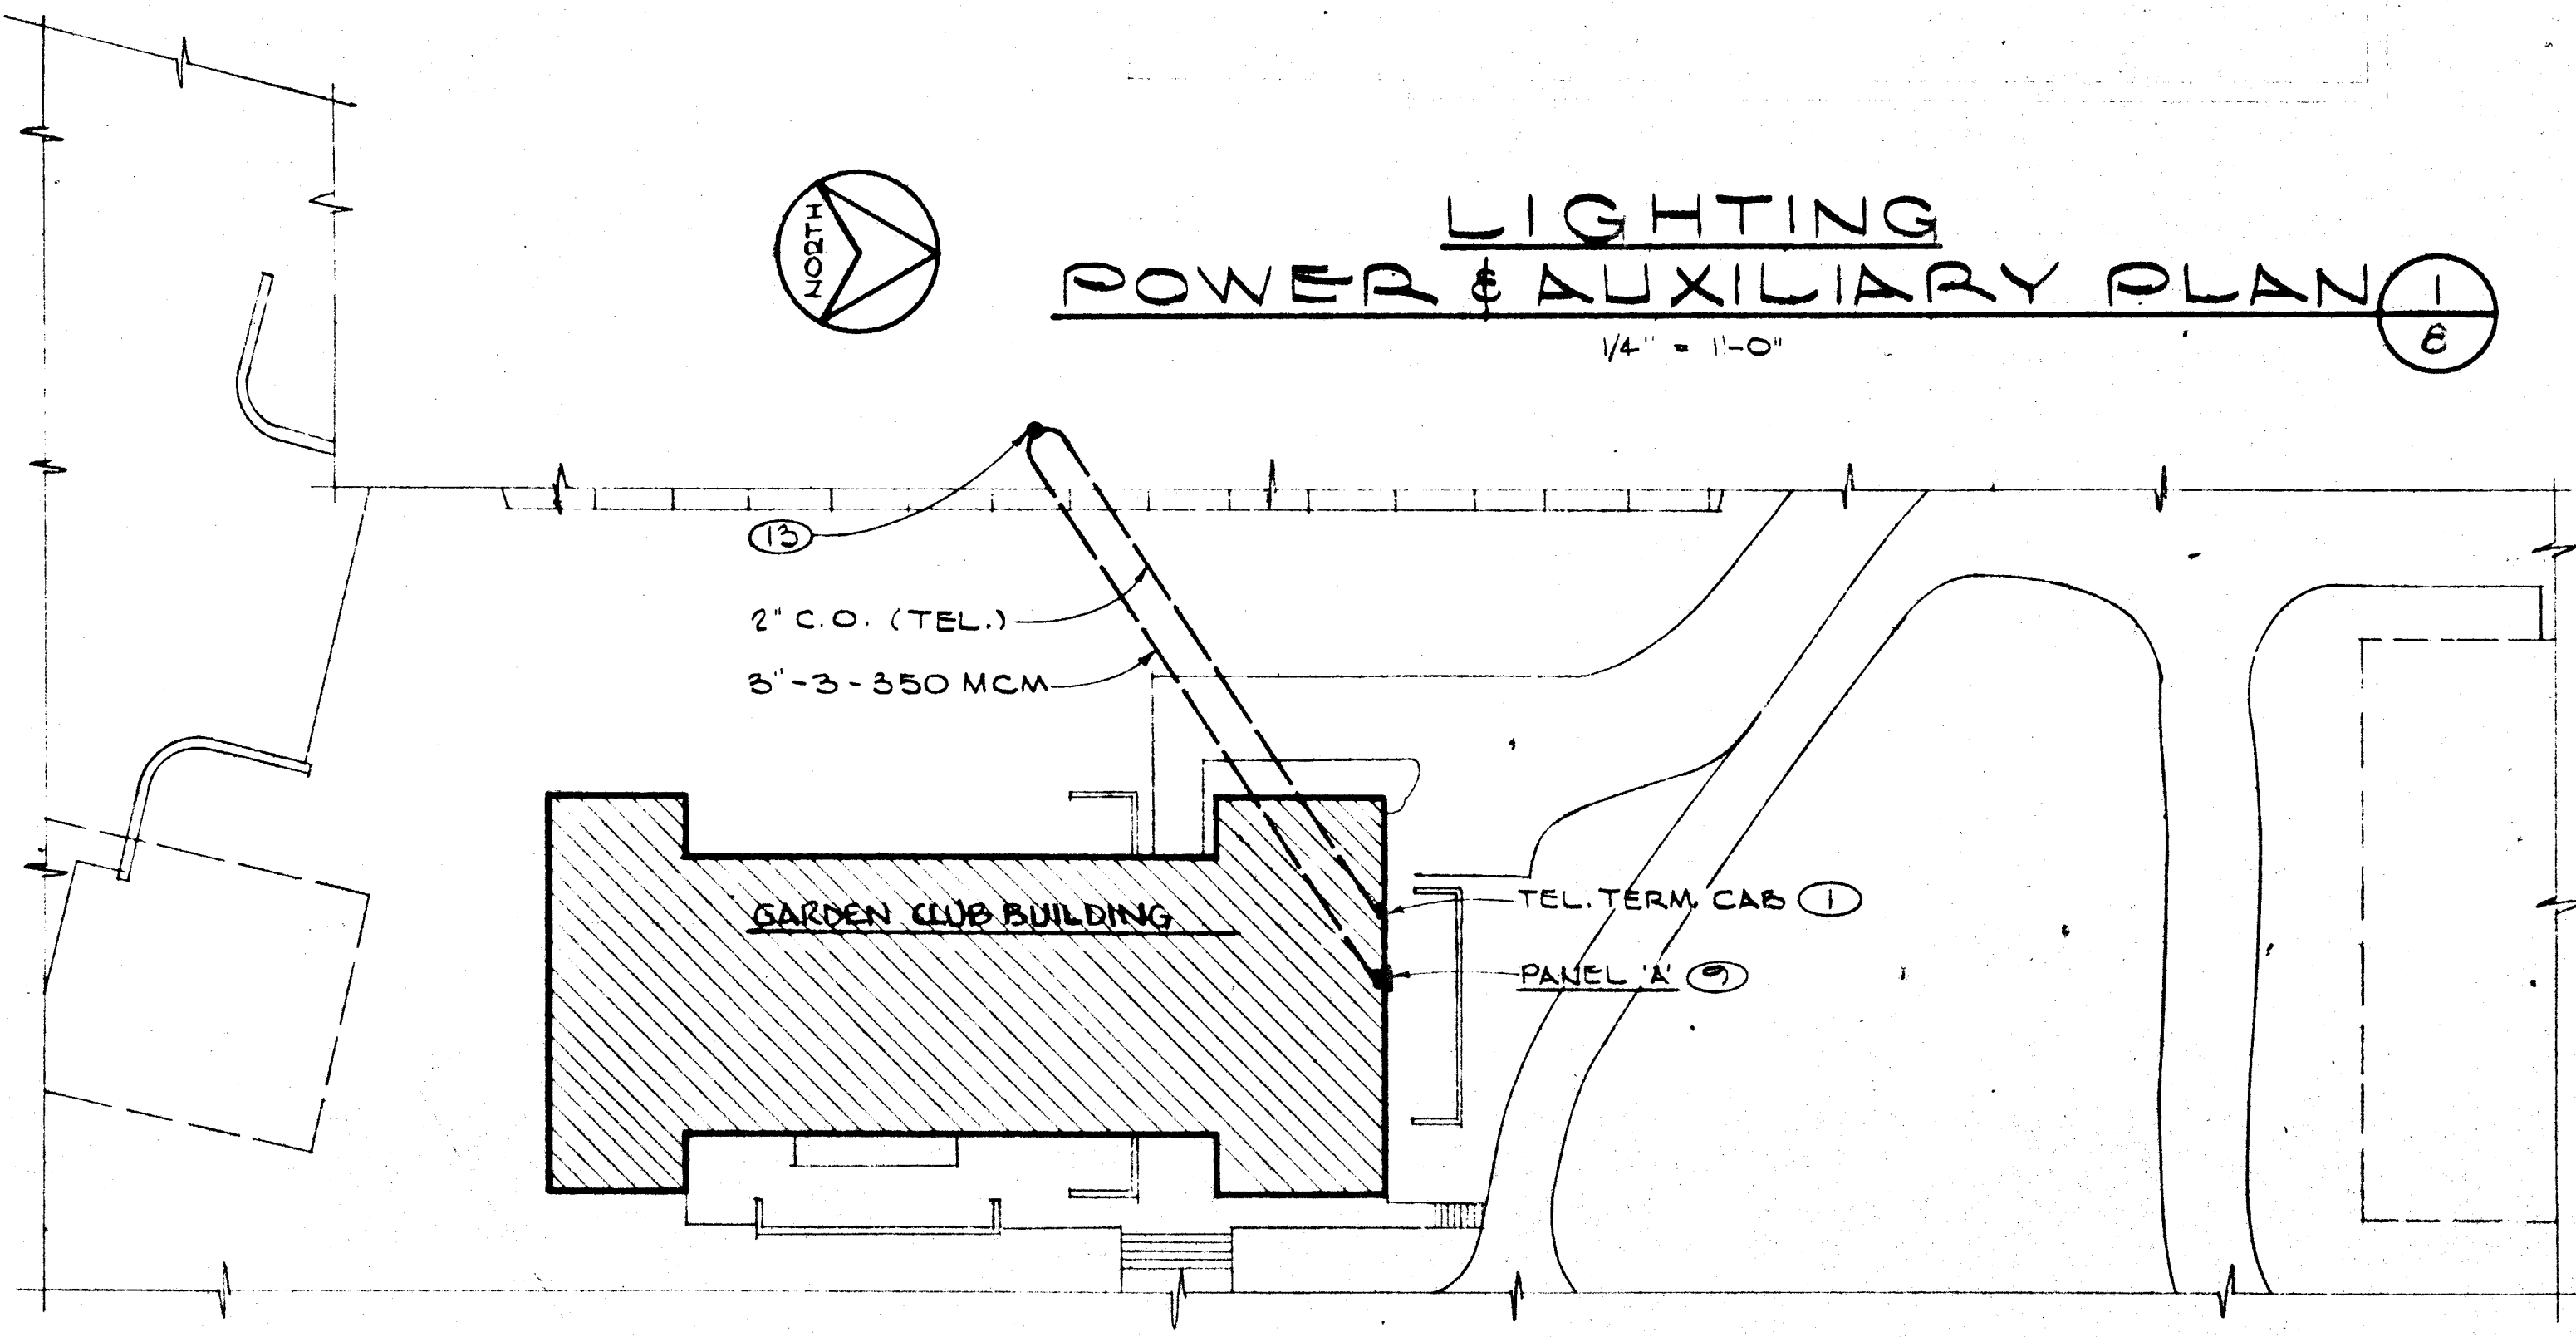 NORTH
LIGHTING
POWER & AUXILIARY PLAN
1
8
1/4" = 1'-0"
13
2" C.O. (TEL.)
3"-3-350 MCM
GARDEN CLUB BUILDING
TEL. TERM. CAB 1
PANEL 'A' 9